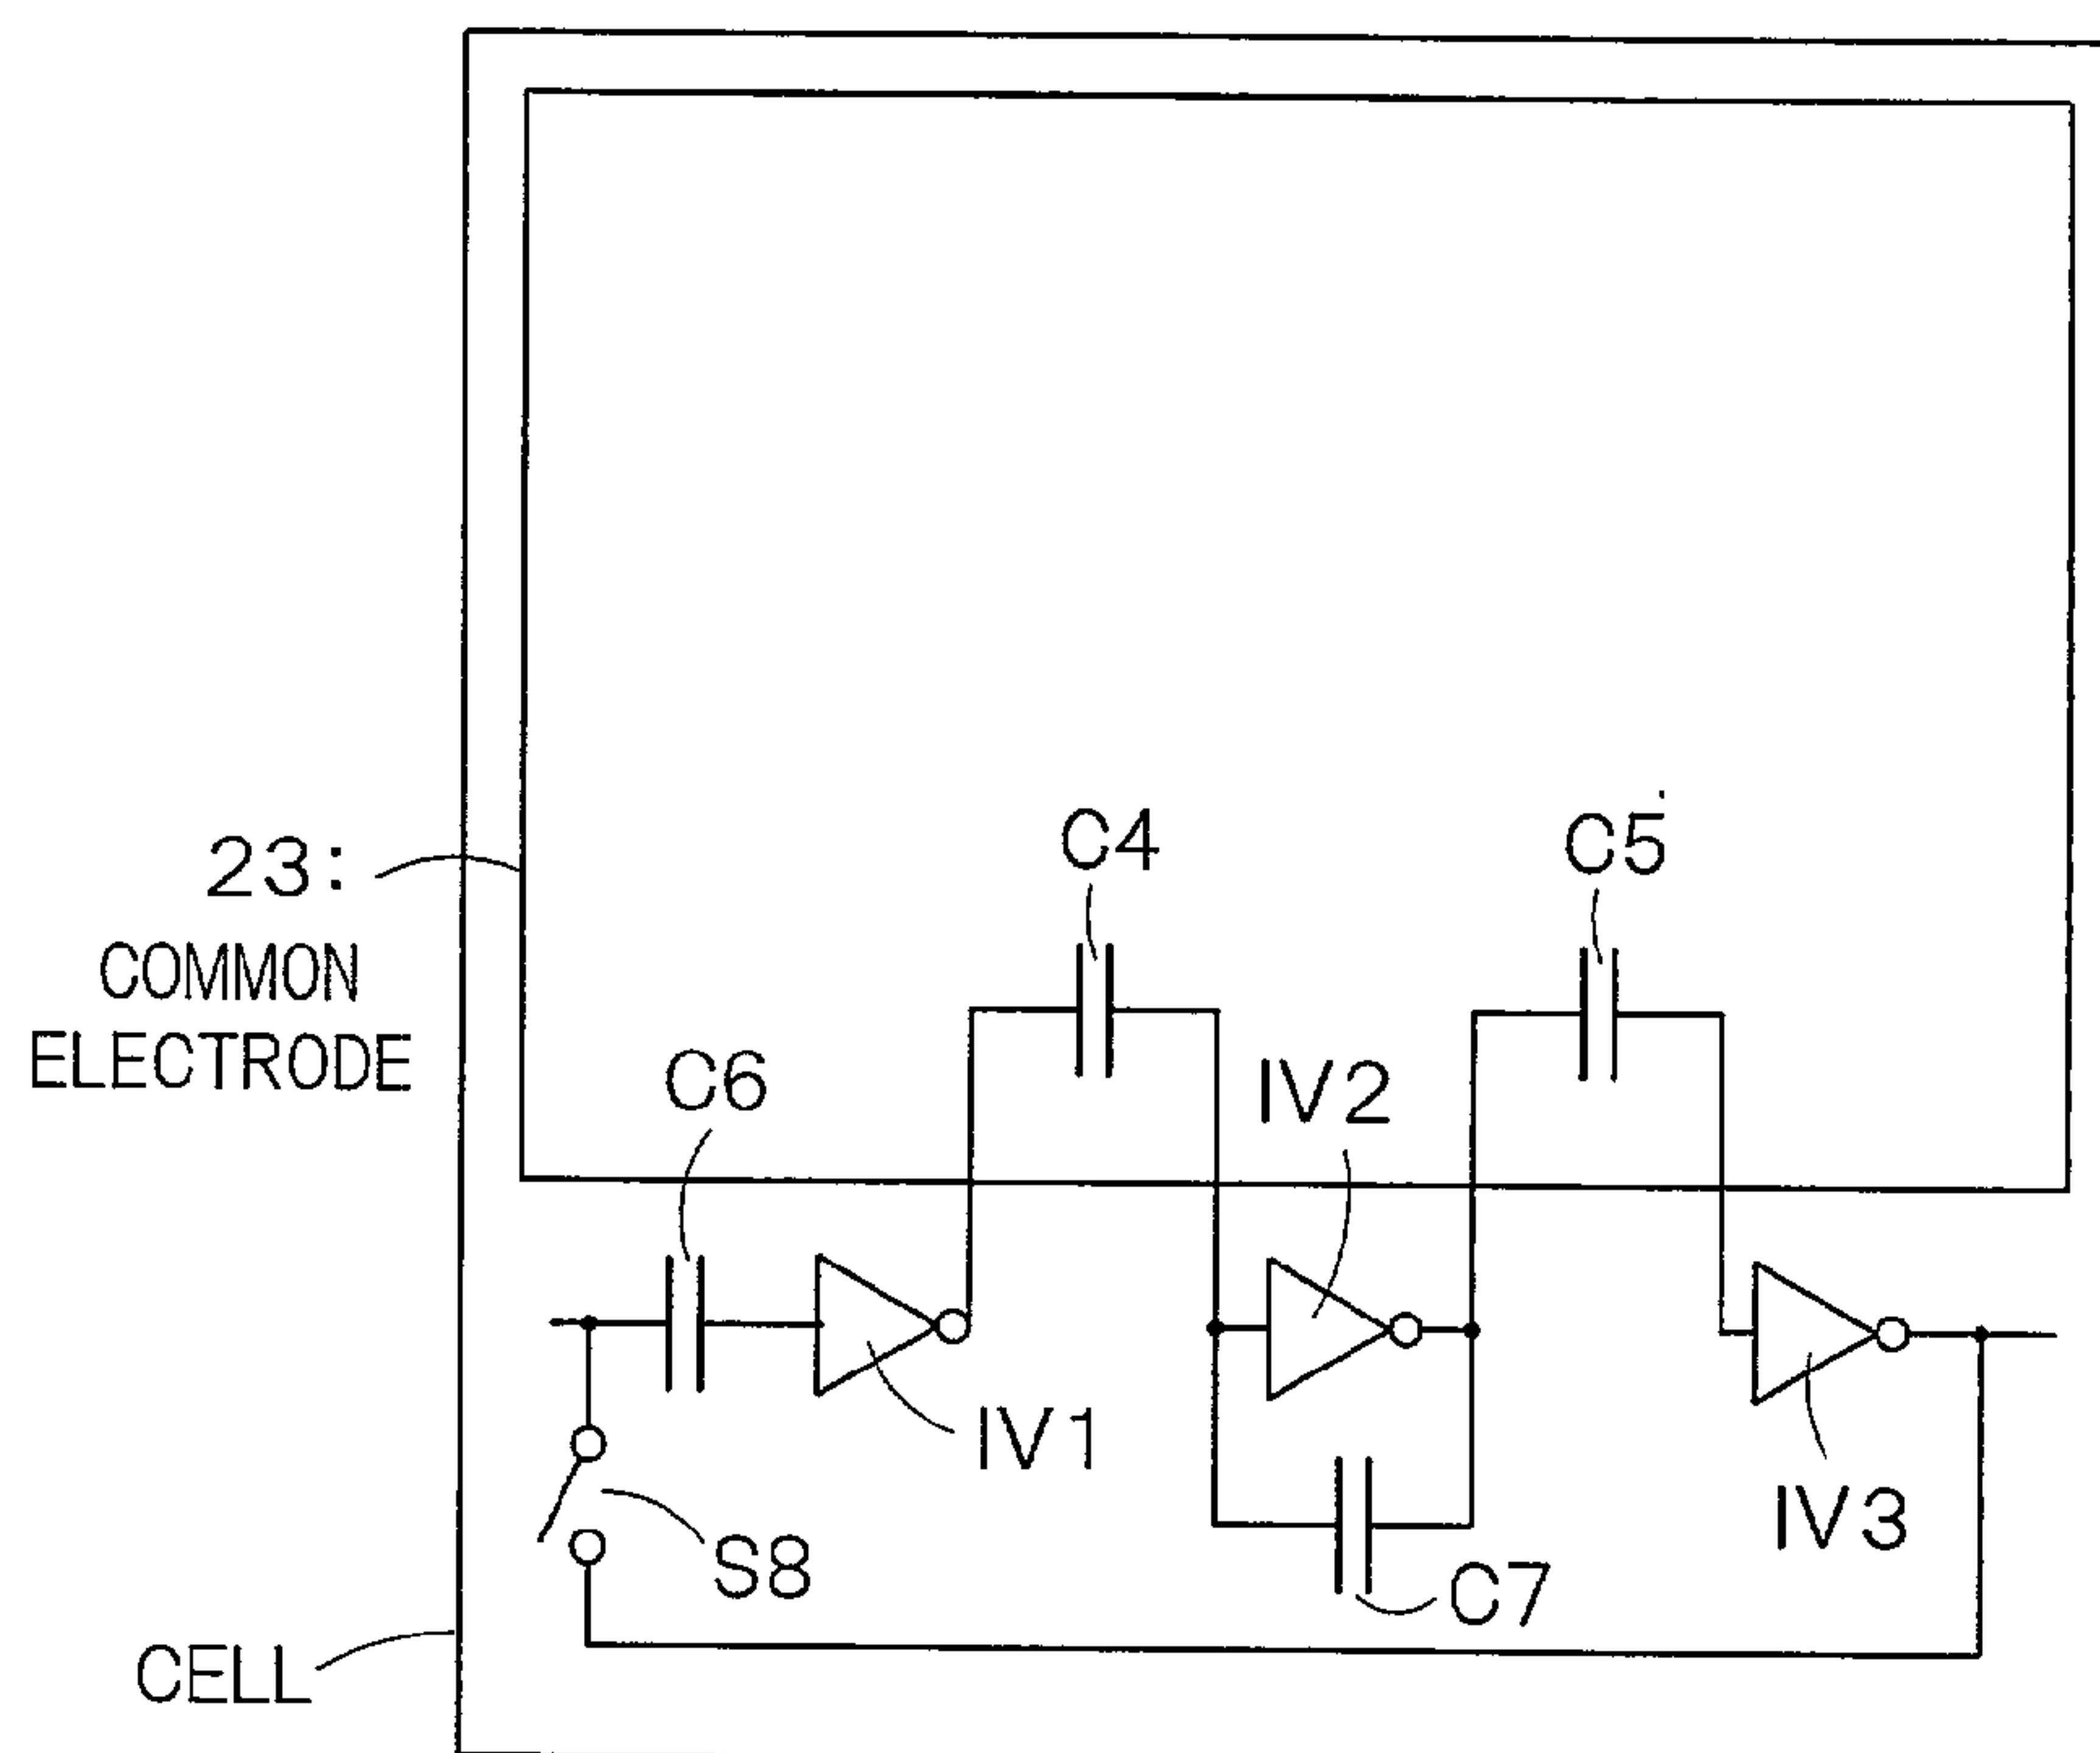 C4
C5
23:
COMMON
ELECTRODE
C6
IV2
IV1
IV3
S8
C7
CELL